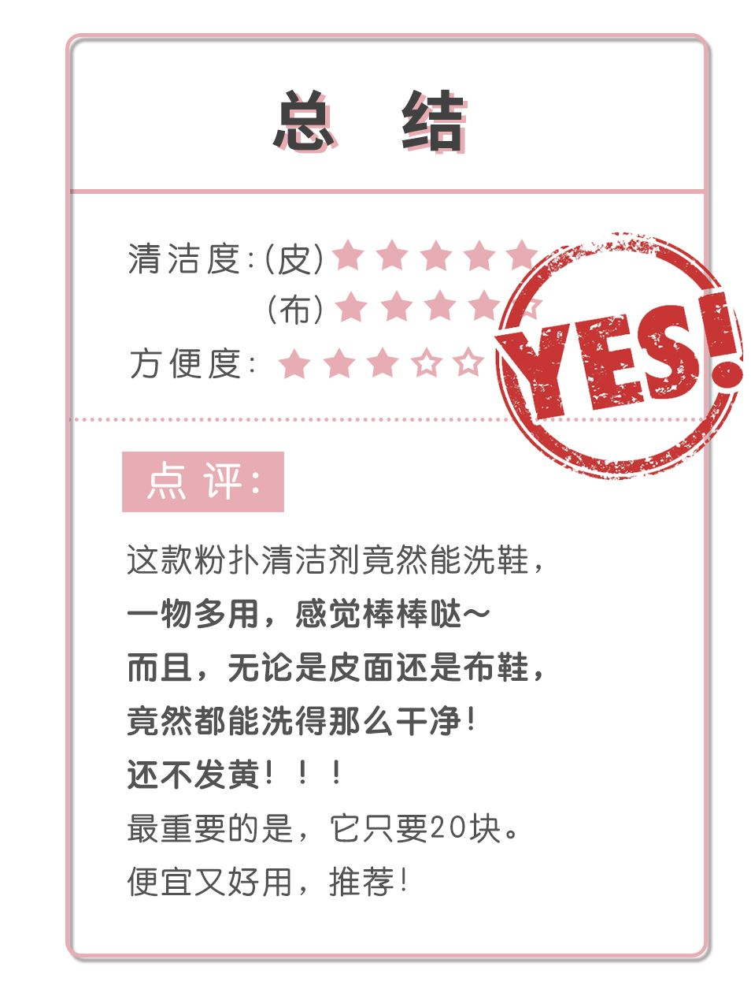 总 结
清洁度:(皮)★★★★★
(布)★★★★☆
方便度:★★★☆☆
YES!
点评:
这款粉扑清洁剂竟然能洗鞋，
一物多用，感觉棒棒哒～
而且，无论是皮面还是布鞋，
竟然都能洗得那么干净！
还不发黄！！！
最重要的是，它只要20块。
便宜又好用，推荐！